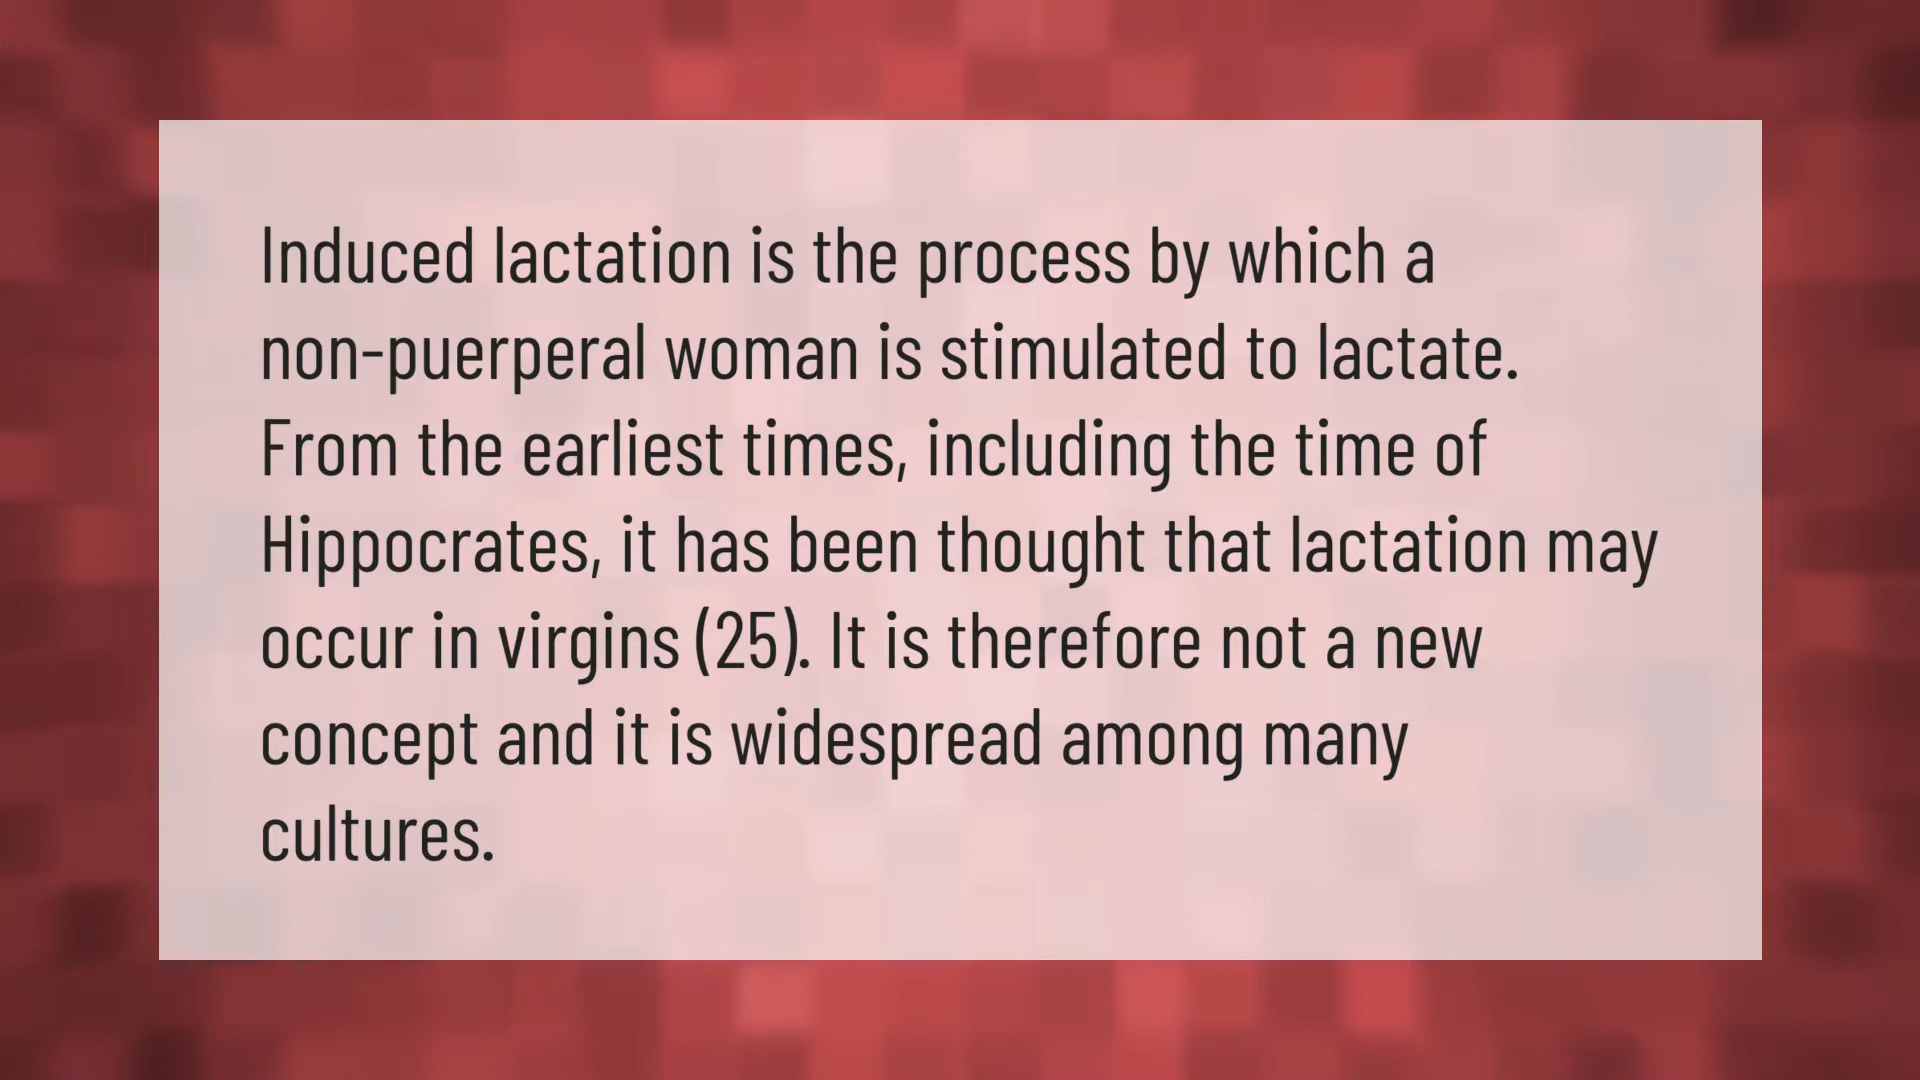 Induced lactation is the process by which a
non-puerperal woman is stimulated to lactate.
From the earliest times, including the time of
Hippocrates, it has been thought that lactation may
occur in virgins (25). It is therefore not a new
concept and it is widespread among many
cultures.